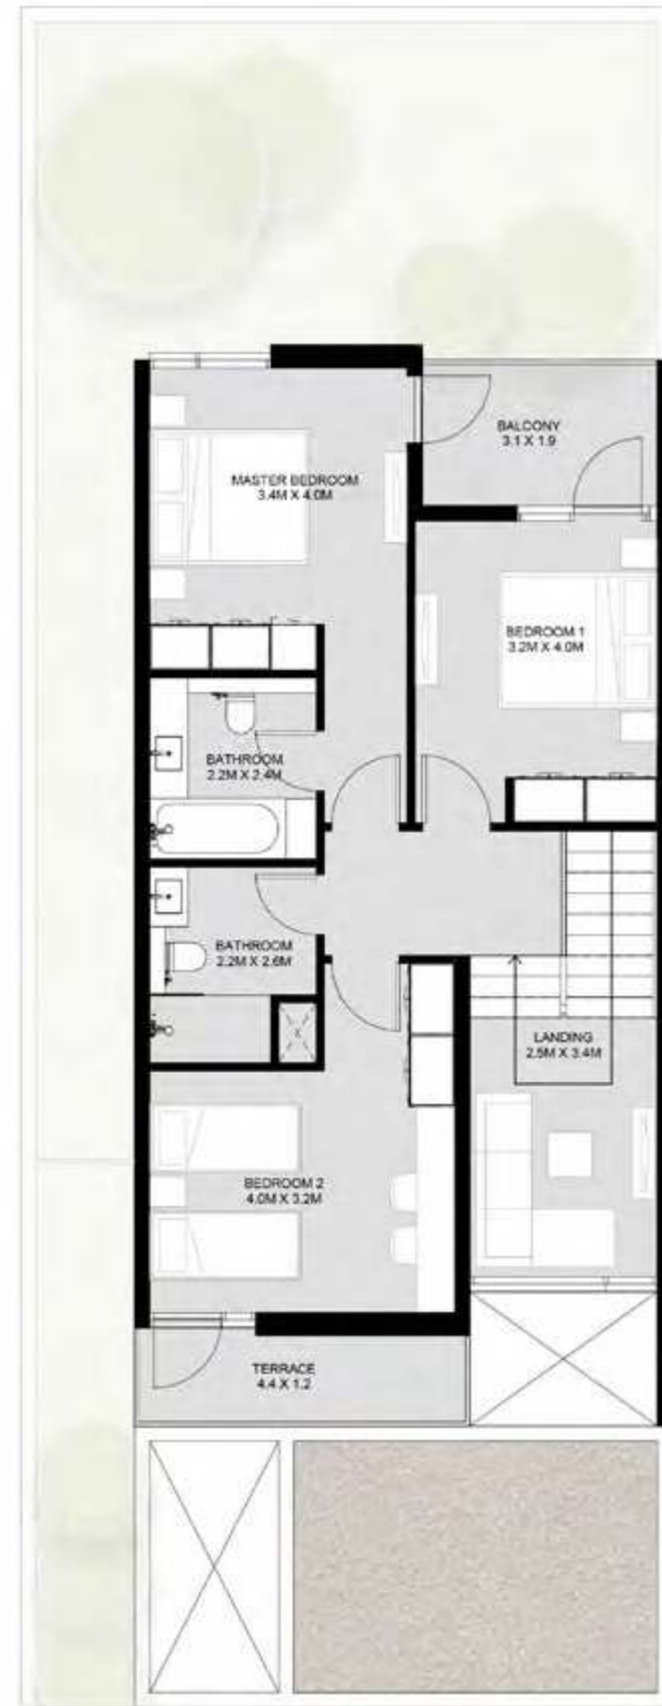 BALCONY
3.1 X 1.9
MASTER BEDROOM
3.4M X 4.0M
BEDROOM 1
3.2M X 4.0M
BATHROOM
2.2M X 2.4M
BATHROOM
2.2M X 2.6M
LANDING
2.5M X 3.4M
BEDROOM 2
4.0M X 3.2M
TERRACE
4.4 X 1.2